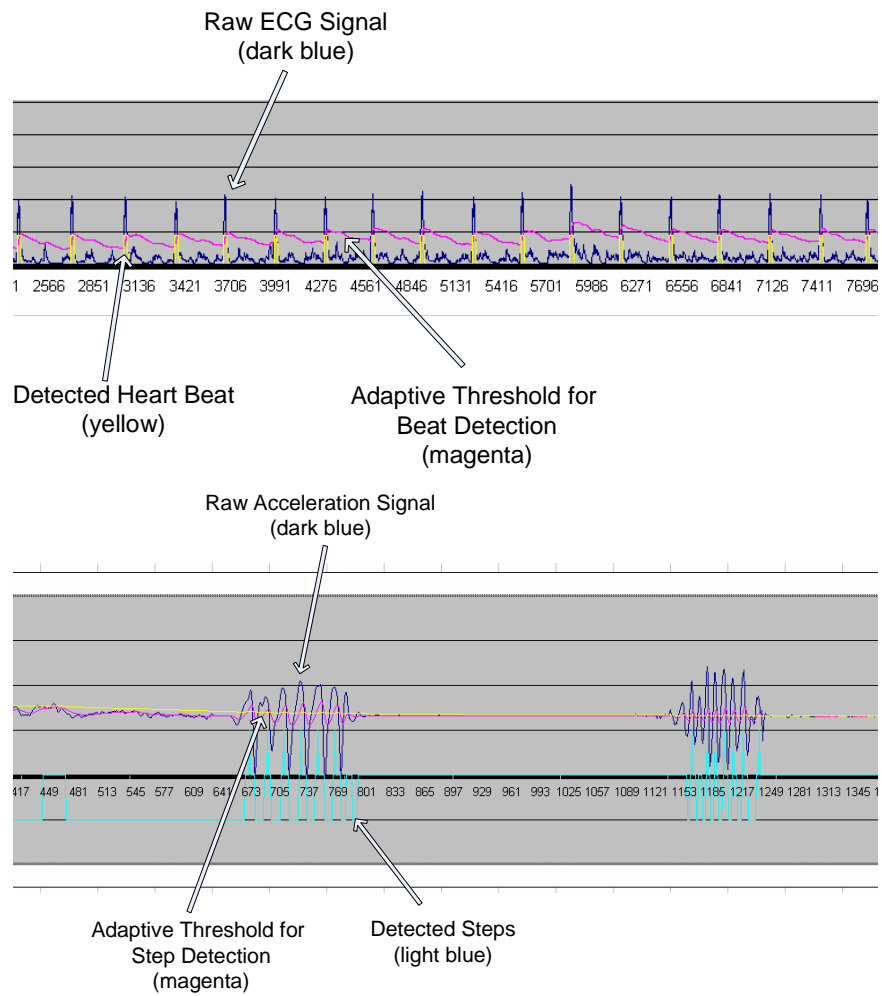 Raw ECG Signal
(dark blue)
1 2566 2851 3136 3421 3706 3991 4276 4561 4846 5131 5416 5701 5986 6271 6556 6841 7126 7411 7696
Detected Heart Beat
(yellow)
Adaptive Threshold for
Beat Detection
(magenta)
Raw Acceleration Signal
(dark blue)
417 449 481 513 545 577 609 641 673 705 737 769 801 833 865 897 929 961 993 1025 1057 1089 1121 1153 1185 1217 1249 1281 1313 1345
Adaptive Threshold for
Step Detection
(magenta)
Detected Steps
(light blue)